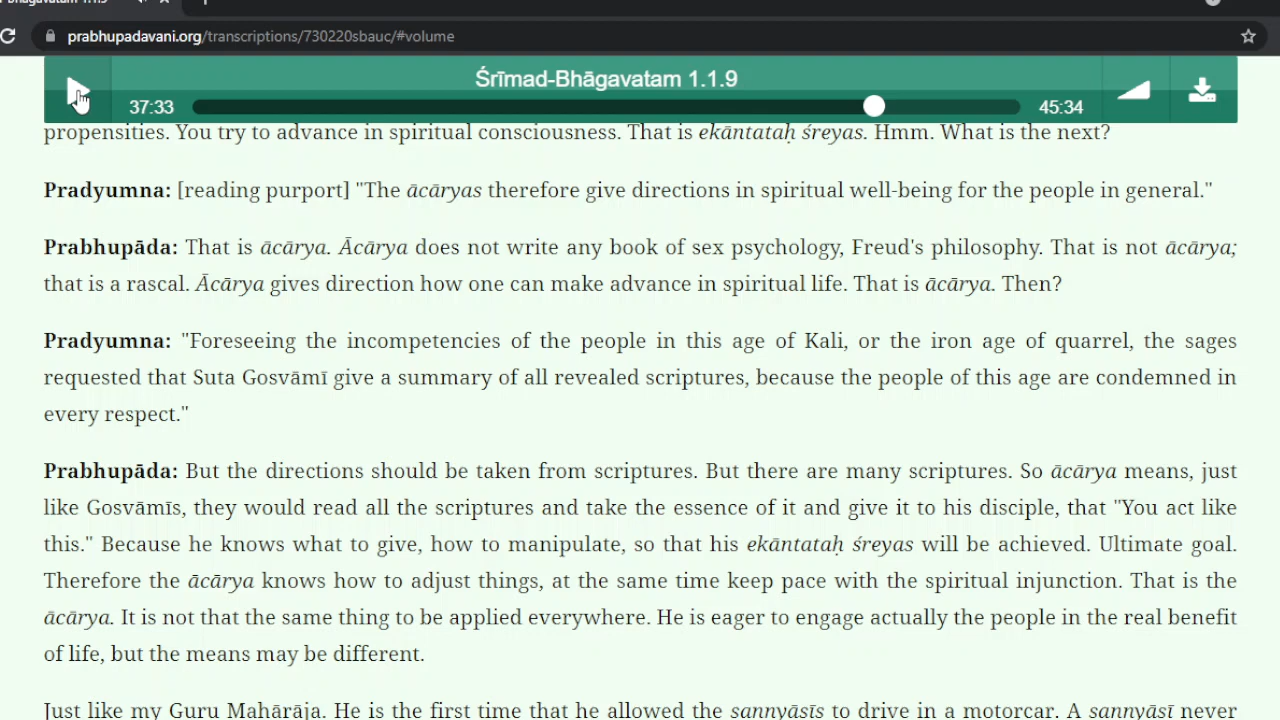 prabhupadavani.org/transcriptions/730220sbauc/#volume
Śrīmad-Bhāgavatam 1.1.9
37:33
45:34
propensities. You try to advance in spiritual consciousness. That is ekāntataḥ śreyas. Hmm. What is the next?
Pradyumna: [reading purport] "The ācāryas therefore give directions in spiritual well-being for the people in general."
Prabhupāda: That is ācārya. Ācārya does not write any book of sex psychology, Freud's philosophy. That is not ācārya;
that is a rascal. Ācārya gives direction how one can make advance in spiritual life. That is ācārya. Then?
Pradyumna: "Foreseeing the incompetencies of the people in this age of Kali, or the iron age of quarrel, the sages
requested that Suta Gosvāmī give a summary of all revealed scriptures, because the people of this age are condemned in
every respect."
Prabhupāda: But the directions should be taken from scriptures. But there are many scriptures. So ācārya means, just
like Gosvāmīs, they would read all the scriptures and take the essence of it and give it to his disciple, that "You act like
this." Because he knows what to give, how to manipulate, so that his ekāntataḥ śreyas will be achieved. Ultimate goal.
Therefore the ācārya knows how to adjust things, at the same time keep pace with the spiritual injunction. That is the
ācārya. It is not that the same thing to be applied everywhere. He is eager to engage actually the people in the real benefit
of life, but the means may be different.
Just like my Guru Mahārāja. He is the first time that he allowed the sannyāsīs to drive in a motorcar. A sannyāsī never